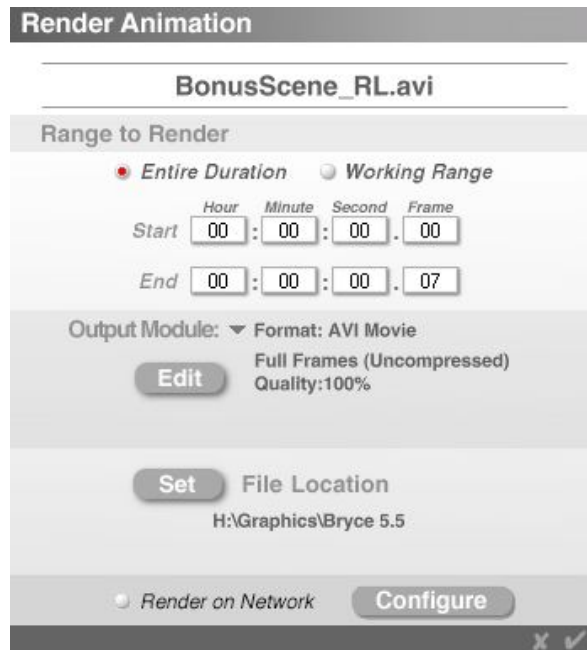 Render Animation
BonusScene_RL.avi
Range to Render
Entire Duration Working Range
Hour Minute Second Frame
Start 00 : 00 : 00 . 00
End 00 : 00 : 00 . 07
Output Module: Format: AVI Movie
Full Frames (Uncompressed)
Edit
Quality:100%
Set File Location
H:\Graphics\Bryce 5.5
Render on Network Configure